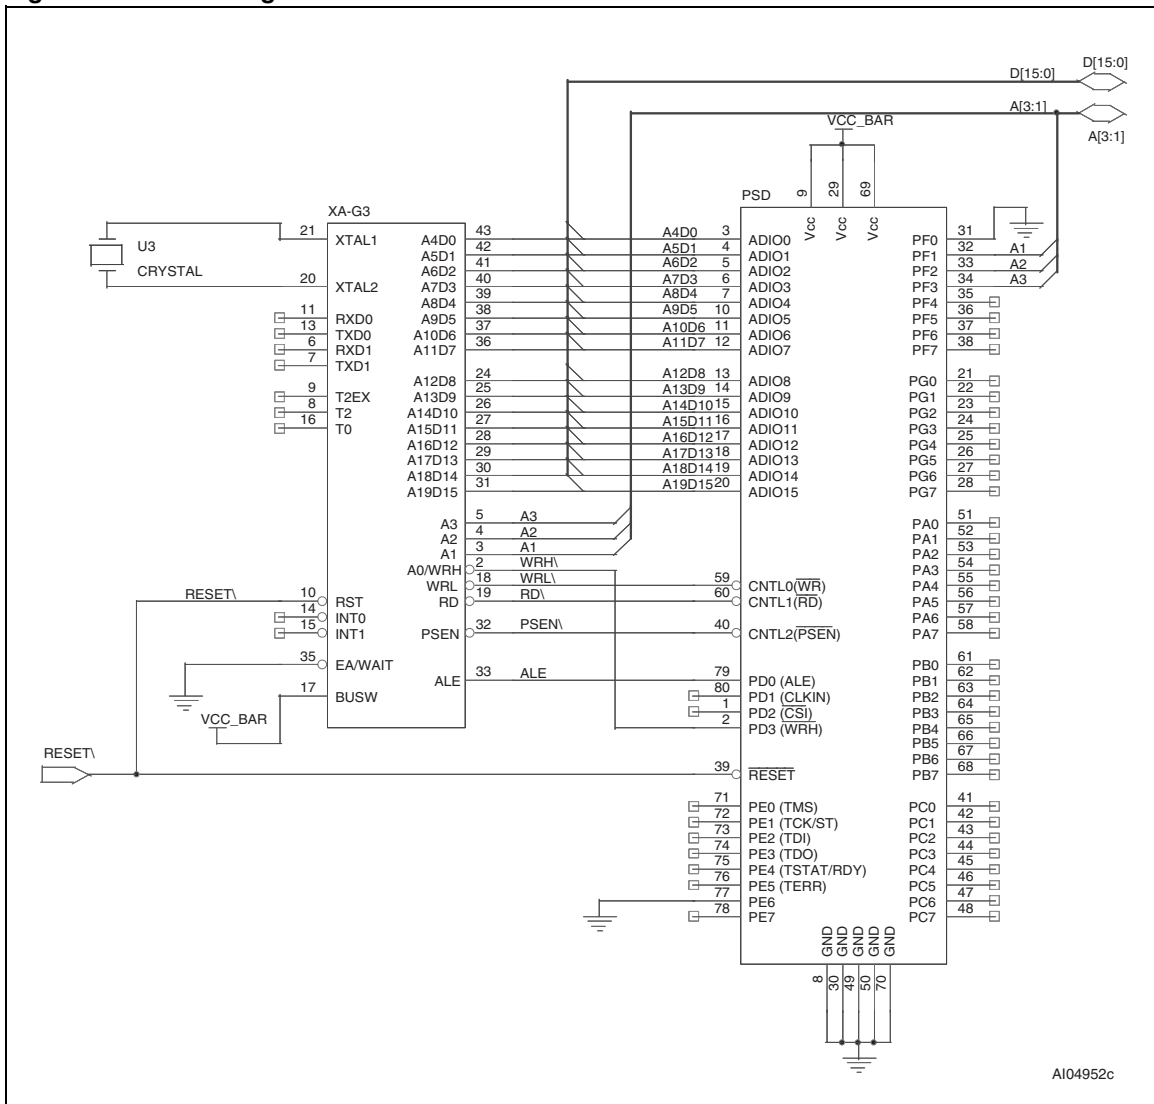 D[15:0]
D[15:0]
A[3:1]
A[3:1]
VCC_BAR
9
29
69
Vcc
Vcc
Vcc
PSD
XA-G3
U3
CRYSTAL
21 XTAL1
20 XTAL2
11 RXD0
13 TXD0
6 RXD1
7 TXD1
9 T2EX
8 T2
16 T0
RESET\ 10 RST
14 INT0
15 INT1
35 EA/WAIT
17 BUSW
VCC_BAR
RESET\
A4D0 43
A5D1 42
A6D2 41
A7D3 40
A8D4 39
A9D5 38
A10D6 37
A11D7 36
A12D8 24
A13D9 25
A14D10 26
A15D11 27
A16D12 28
A17D13 29
A18D14 30
A19D15 31
A3 5 A3
A2 4 A2
A1 3 A1
A0/WRH 2 WRH\
WRL 18 WRL\
RD 19 RD\
PSEN 32 PSEN\
ALE 33 ALE
A4D0 3 ADIO0
A5D1 4 ADIO1
A6D2 5 ADIO2
A7D3 6 ADIO3
A8D4 7 ADIO4
A9D5 10 ADIO5
A10D6 11 ADIO6
A11D7 12 ADIO7
A12D8 13 ADIO8
A13D9 14 ADIO9
A14D10 15 ADIO10
A15D11 16 ADIO11
A16D12 17 ADIO12
A17D13 18 ADIO13
A18D14 19 ADIO14
A19D15 20 ADIO15
59 CNTL0(WR)
60 CNTL1(RD)
40 CNTL2(PSEN)
79 PD0 (ALE)
80 PD1 (CLKIN)
1 PD2 (CSI)
2 PD3 (WRH)
39 RESET
71 PE0 (TMS)
72 PE1 (TCK/ST)
73 PE2 (TDI)
74 PE3 (TDO)
75 PE4 (TSTAT/RDY)
76 PE5 (TERR)
77 PE6
78 PE7
PF0 31
PF1 32 A1
PF2 33 A2
PF3 34 A3
PF4 35
PF5 36
PF6 37
PF7 38
PG0 21
PG1 22
PG2 23
PG3 24
PG4 25
PG5 26
PG6 27
PG7 28
PA0 51
PA1 52
PA2 53
PA3 54
PA4 55
PA5 56
PA6 57
PA7 58
PB0 61
PB1 62
PB2 63
PB3 64
PB4 65
PB5 66
PB6 67
PB7 68
PC0 41
PC1 42
PC2 43
PC3 44
PC4 45
PC5 46
PC6 47
PC7 48
GND
GND
GND
GND
GND
8
30
49
50
70
AI04952c